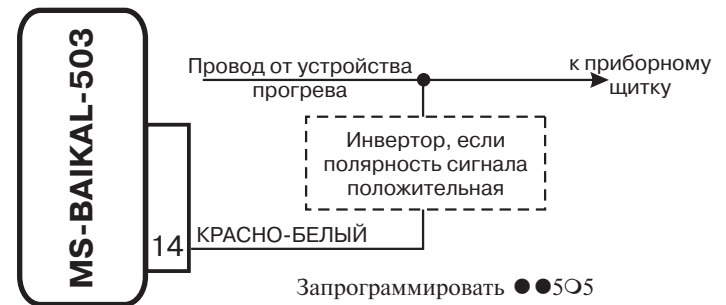 MS-BAIKAL-503
Провод от устройства
прогрева
к приборному
щитку
Инвертор, если
полярность сигнала
положительная
14
КРАСНО-БЕЛЫЙ
Запрограммировать ●●5○5